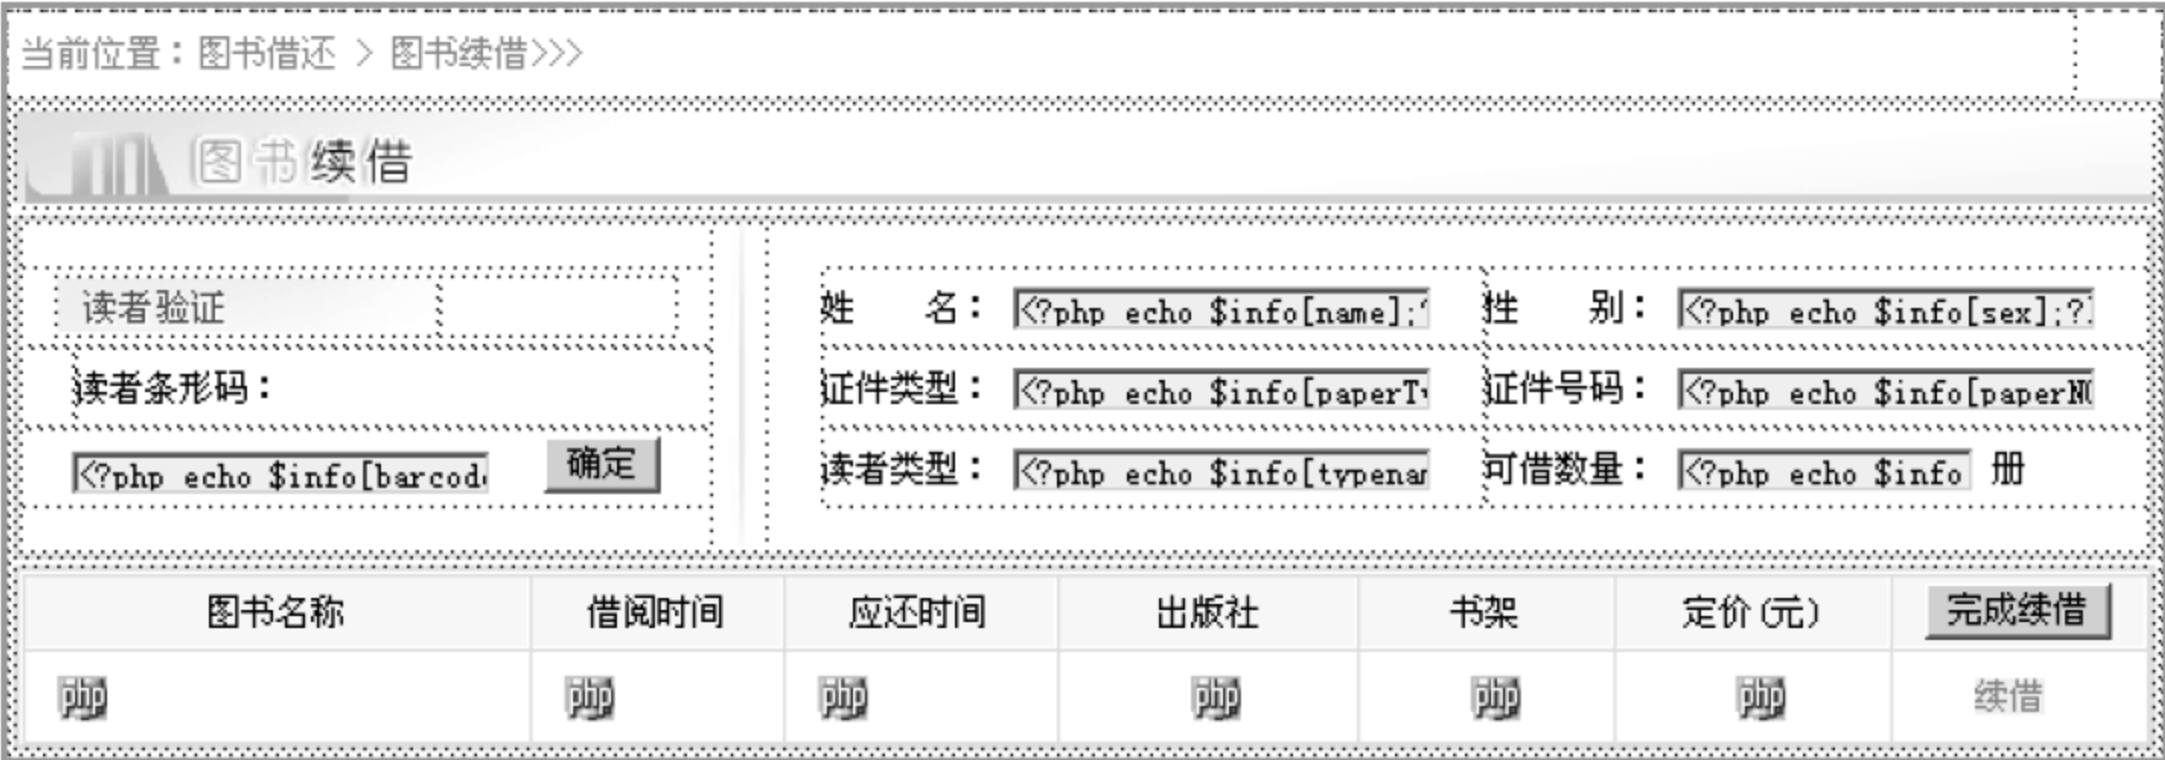 当前位置：图书借还 > 图书续借>>>
图书续借
读者验证
读者条形码：
<?php echo $info[barcod
确定
姓 名： <?php echo $info[name];? 性 别： <?php echo $info[sex];?
证件类型： <?php echo $info[paperT 证件号码： <?php echo $info[paperN
读者类型： <?php echo $info[typena 可借数量： <?php echo $info 册
图书名称 借阅时间 应还时间 出版社 书架 定价(元) 完成续借
php php php php php php 续借